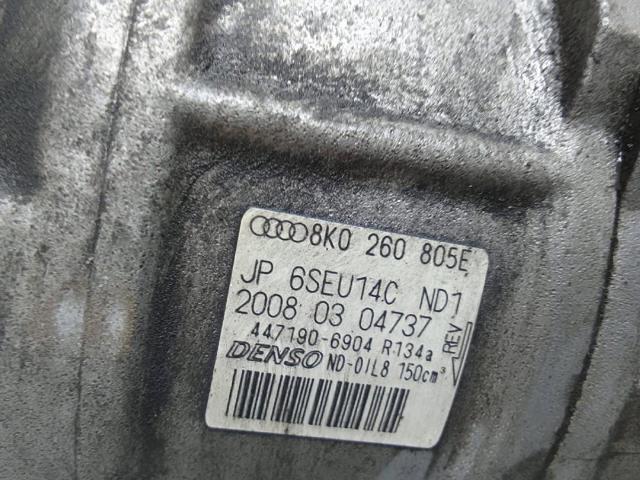 8K0 260 805E
JP 6SEU14C ND1
2008 03 04737
447190-6904 R134a
DENSO ND-OIL8 150cm³
REV